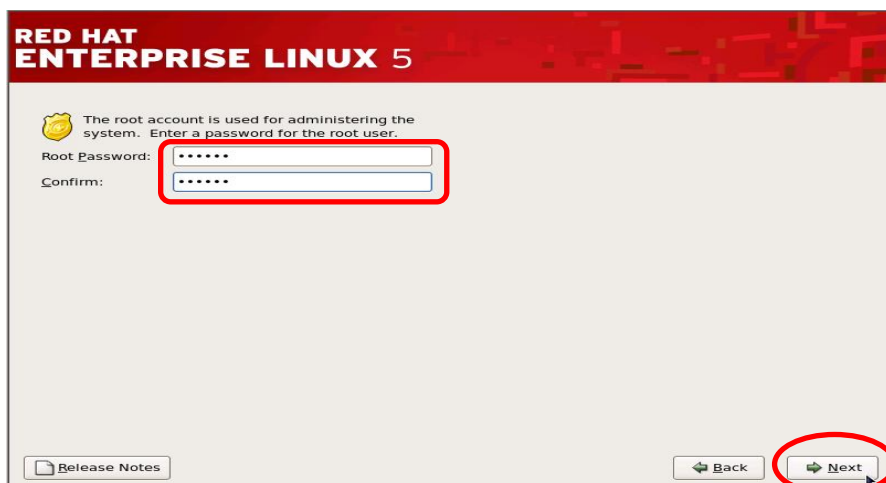 RED HAT
ENTERPRISE LINUX 5
The root account is used for administering the
system. Enter a password for the root user.
Root Password: ••••••
Confirm: ••••••
Release Notes
Back
Next